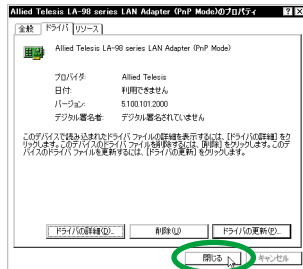 Allied Telesis LA-98 series LAN Adapter (PnP Mode)のプロパティ
全般 ドライバ リソース
Allied Telesis LA-98 series LAN Adapter (PnP Mode)
プロバイダ: Allied Telesis
日付: 利用できません
バージョン: 5.100.101.2000
デジタル署名者: デジタル署名されていません
このデバイスで読み込まれたドライバ ファイルの詳細を表示するには、[ドライバの詳細] をク
リックします。このデバイスのドライバ ファイルを削除するには、[削除] をクリックします。このデ
バイスのドライバ ファイルを更新するには、[ドライバの更新] をクリックします。
ドライバの詳細(D)... 削除(U) ドライバの更新(P)...
閉じる キャンセル